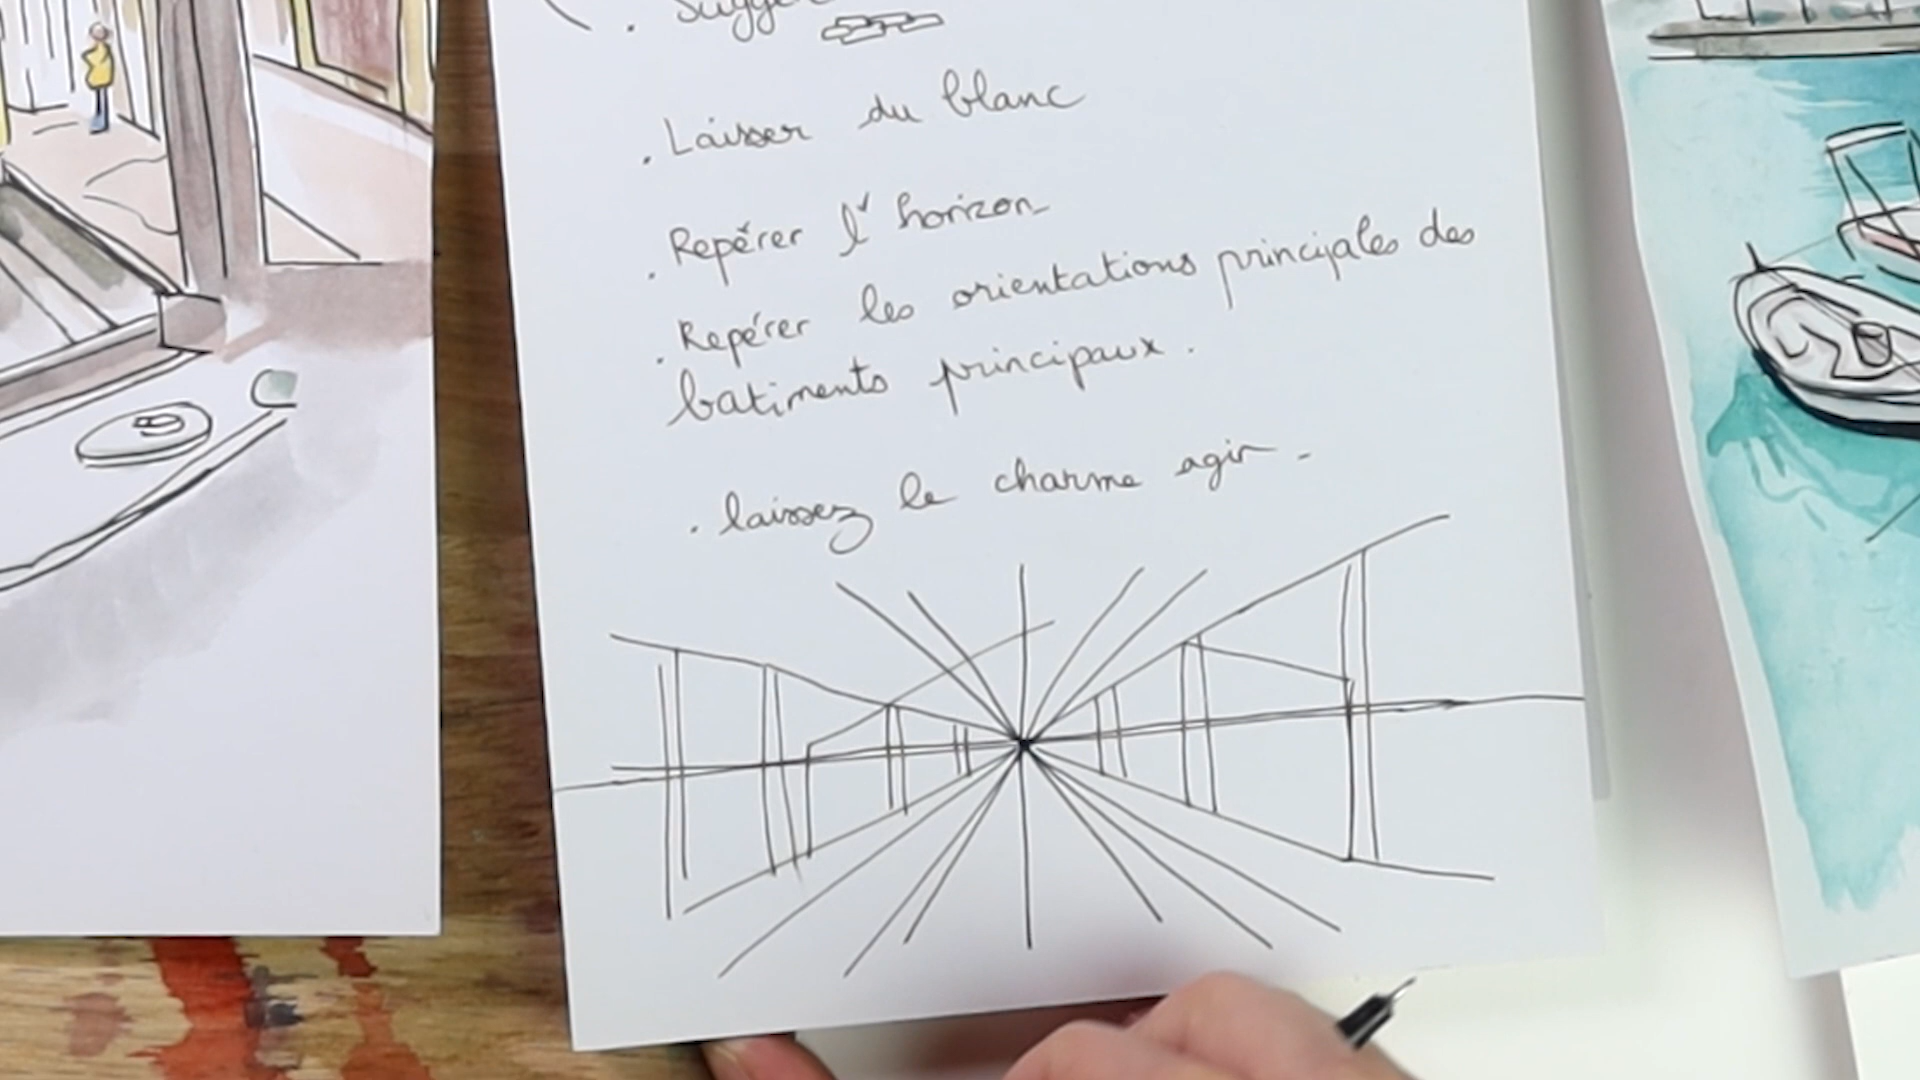 . Laisser du blanc
. Repérer l'horizon
. Repérer les orientations principales des
batiments principaux.
. laissez le charme agir.